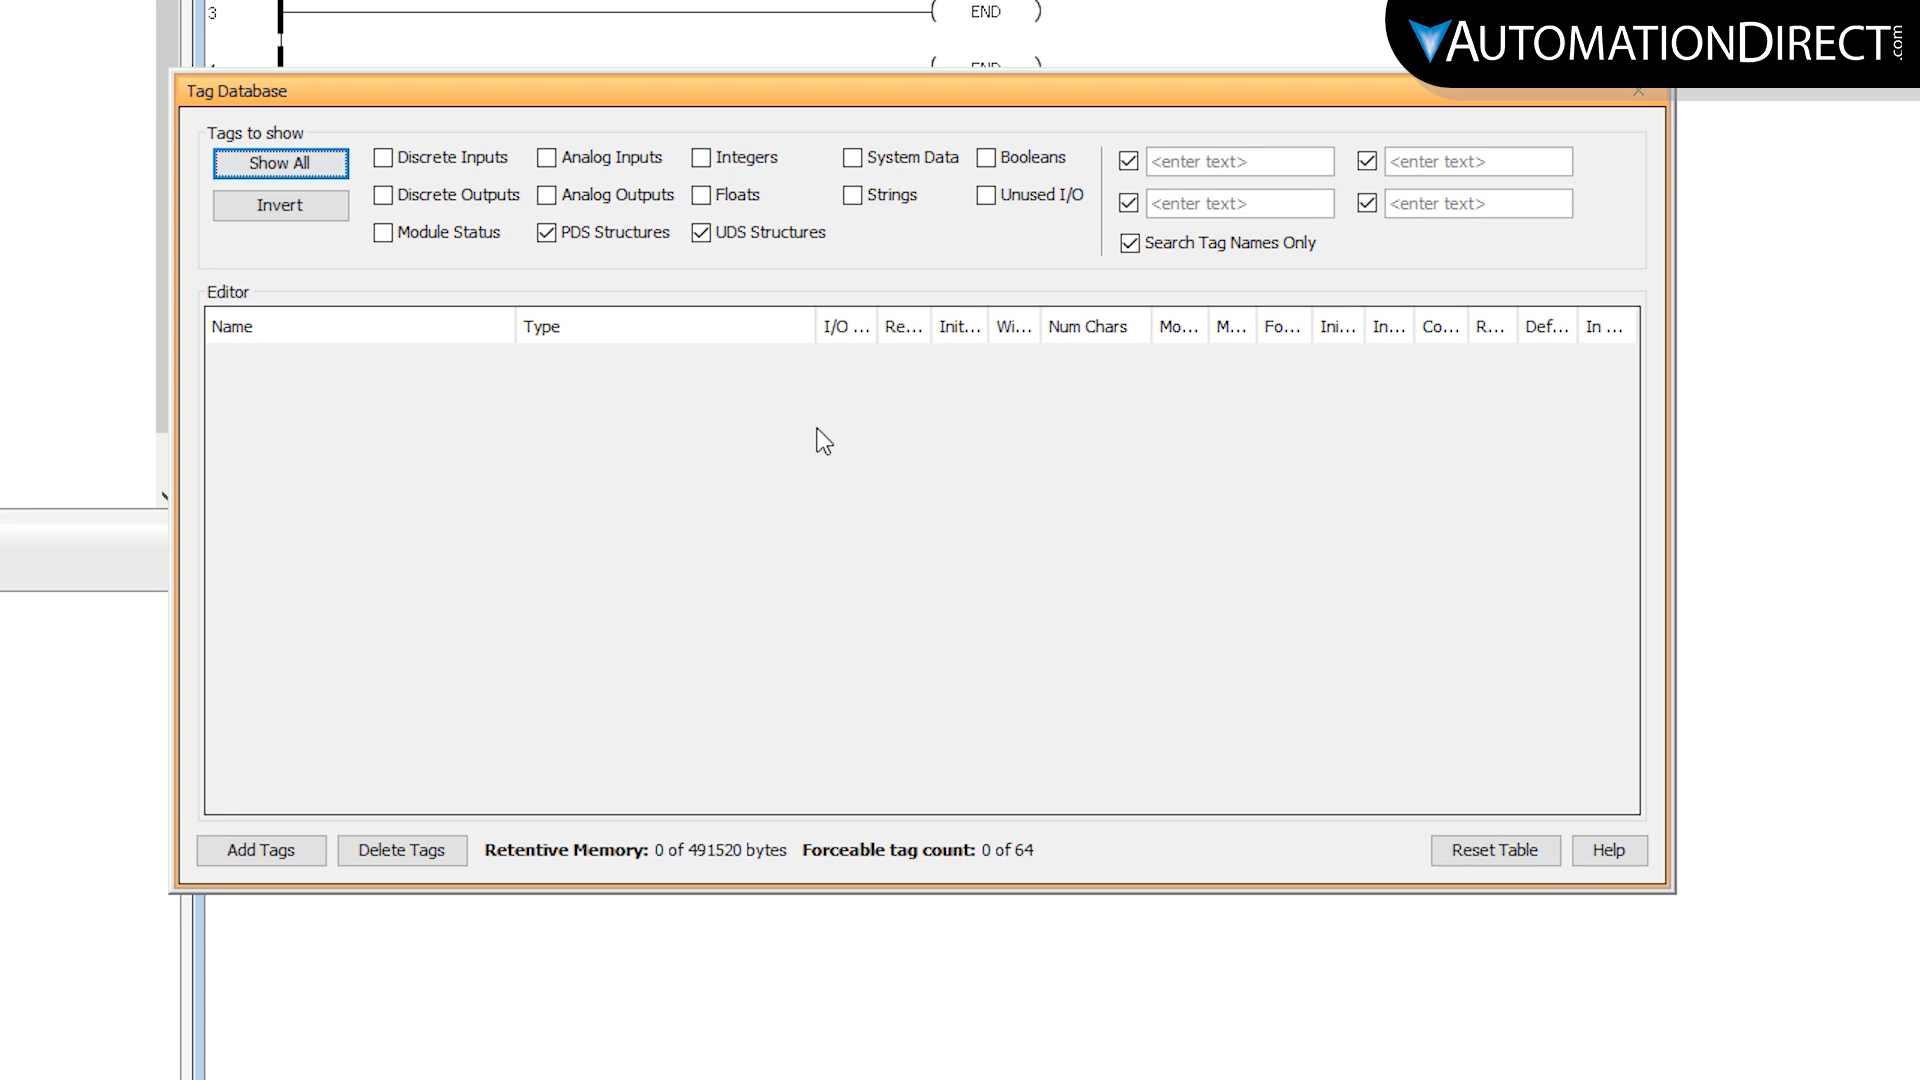 3 END
END
AUTOMATIONDIRECT.com
Tag Database
Tags to show
Show All
Invert
Discrete Inputs Analog Inputs Integers System Data Booleans
Discrete Outputs Analog Outputs Floats Strings Unused I/O
Module Status PDS Structures UDS Structures
<enter text> <enter text>
<enter text> <enter text>
Search Tag Names Only
Editor
Name Type I/O ... Re... Init... Wi... Num Chars Mo... M... Fo... Ini... In... Co... R... Def... In ...
Add Tags Delete Tags Retentive Memory: 0 of 491520 bytes Forceable tag count: 0 of 64 Reset Table Help